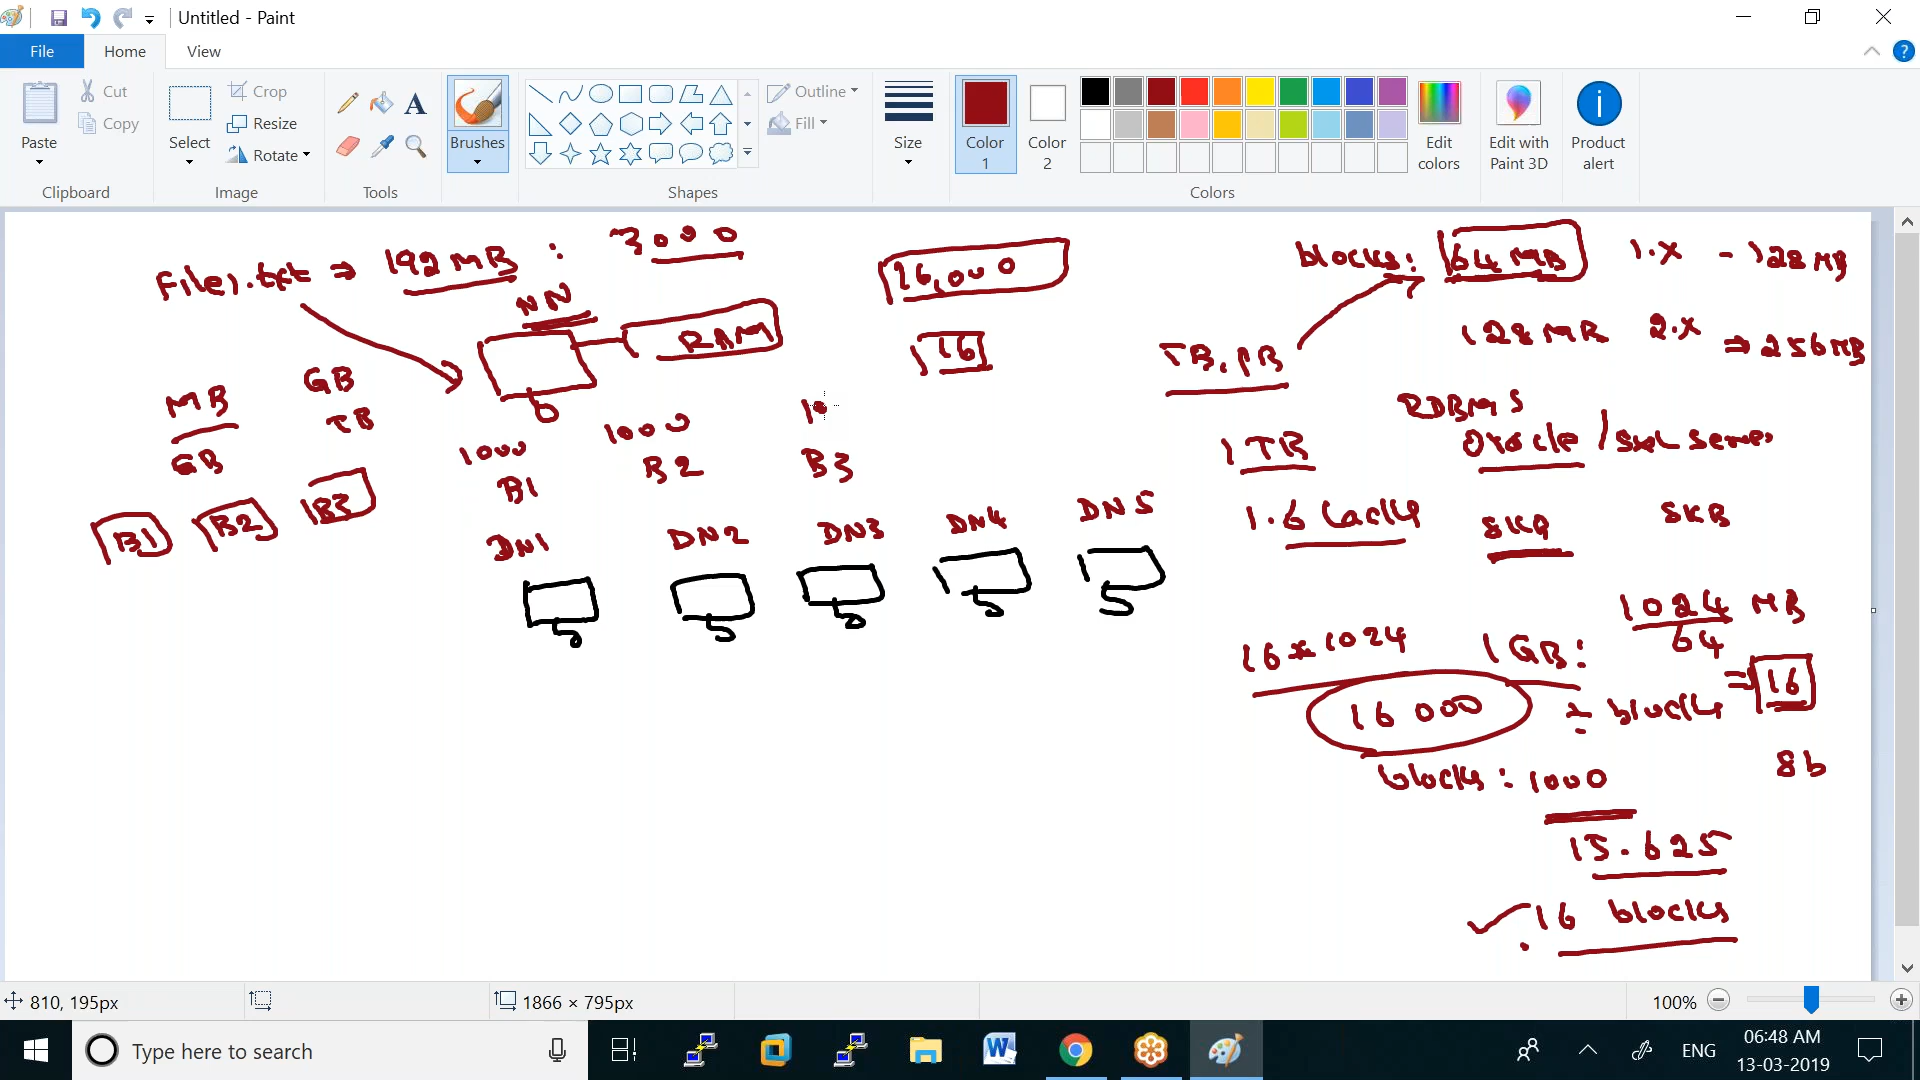 Untitled - Paint
File Home View
Paste Cut Copy Clipboard
Select Crop Resize Rotate Image
Tools
Brushes
Shapes
Outline Fill
Size
Color 1 Color 2
Edit colors
Colors
Edit with Paint 3D
Product alert
File1.txt ⇒ 192 MB : 3000
16,000
blocks: 64 MB 1.x - 128 MB
NN
RAM
16
TB, PB
128 MB 2.x ⇒ 256 MB
MB GB
TB
GB
RDBMS
Oracle / SQL Server
1 TB
1000 1000 10
B1 B2 B3
B1 B2 B3
1.6 8KB 8KB
DN1 DN2 DN3 DN4 DN5
16 * 1024 1GB: 1024 MB
64
= 16
16 000 = blocks
blocks: 1000 8b
15.625
16 blocks
810, 195px 1866 × 795px 100%
Type here to search
ENG
06:48 AM
13-03-2019